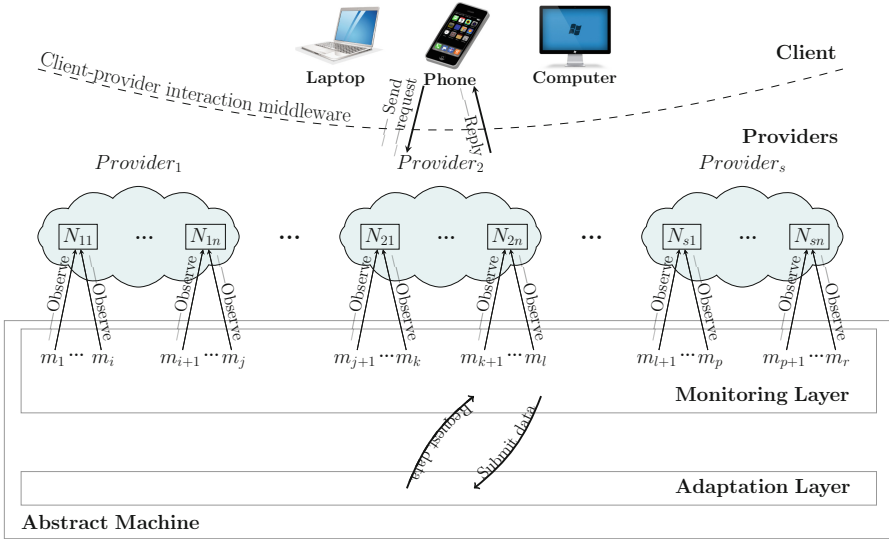 Laptop
Phone
Computer
Client
Client-provider interaction middleware
Send request
Reply
Providers
Provider₁
Provider₂
Providerₛ
N₁₁ ... N₁ₙ ... N₂₁ ... N₂ₙ ... Nₛ₁ ... Nₛₙ
Observe Observe Observe Observe Observe Observe Observe Observe Observe Observe Observe Observe
m₁ ... mᵢ mᵢ₊₁ ... mⱼ mⱼ₊₁ ... mₖ mₖ₊₁ ... mₗ mₗ₊₁ ... mₚ mₚ₊₁ ... mᵣ
Monitoring Layer
Request data
Submit data
Adaptation Layer
Abstract Machine